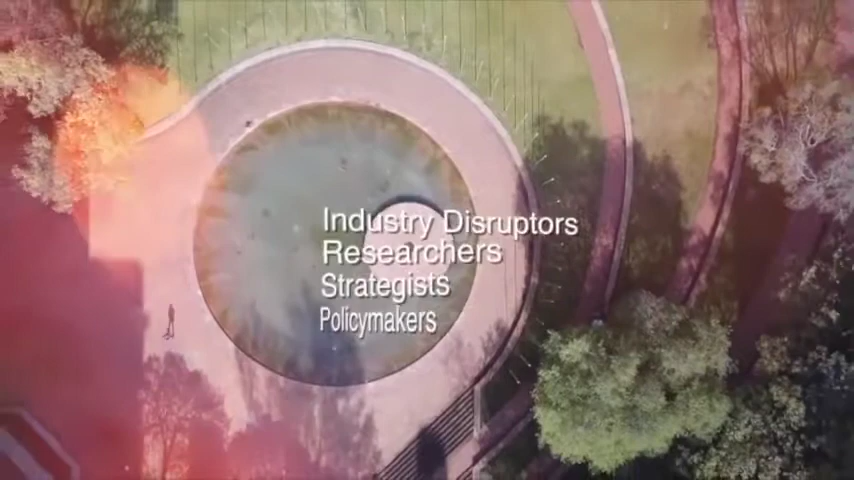 Industry Disruptors
Researchers
Strategists
Policymakers